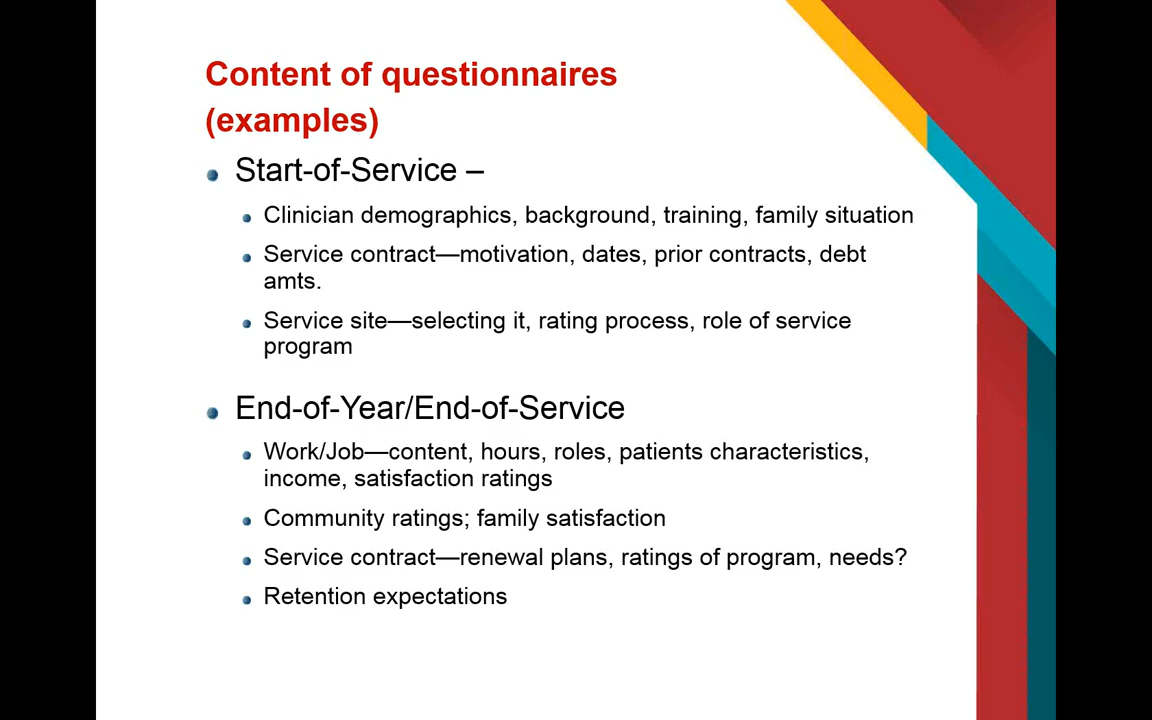 Content of questionnaires
(examples)
Start-of-Service –
Clinician demographics, background, training, family situation
Service contract—motivation, dates, prior contracts, debt
amts.
Service site—selecting it, rating process, role of service
program
End-of-Year/End-of-Service
Work/Job—content, hours, roles, patients characteristics,
income, satisfaction ratings
Community ratings; family satisfaction
Service contract—renewal plans, ratings of program, needs?
Retention expectations